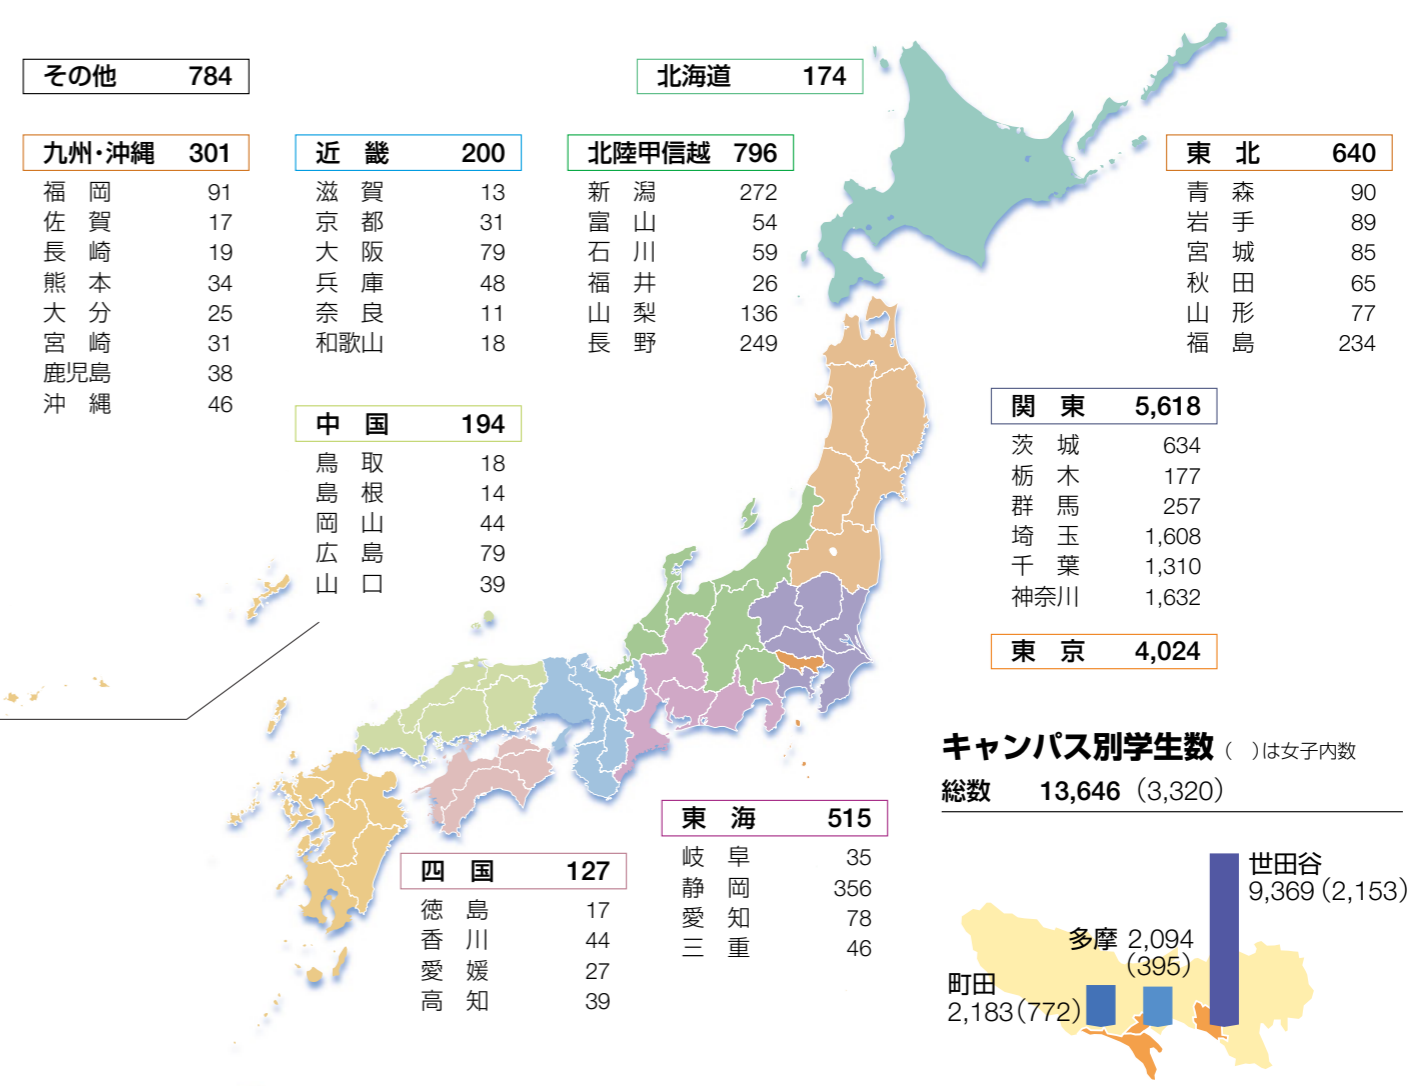 その他 784
九州・沖縄 301
福岡 91
佐賀 17
長崎 19
熊本 34
大分 25
宮崎 31
鹿児島 38
沖縄 46
近畿 200
滋賀 13
京都 31
大阪 79
兵庫 48
奈良 11
和歌山 18
中国 194
鳥取 18
島根 14
岡山 44
広島 79
山口 39
北海道 174
北陸甲信越 796
新潟 272
富山 54
石川 59
福井 26
山梨 136
長野 249
東北 640
青森 90
岩手 89
宮城 85
秋田 65
山形 77
福島 234
関東 5,618
茨城 634
栃木 177
群馬 257
埼玉 1,608
千葉 1,310
神奈川 1,632
東京 4,024
東海 515
岐阜 35
静岡 356
愛知 78
三重 46
四国 127
徳島 17
香川 44
愛媛 27
高知 39
キャンパス別学生数 ( )は女子内数
総数 13,646 (3,320)
世田谷
9,369 (2,153)
多摩 2,094
(395)
町田
2,183 (772)